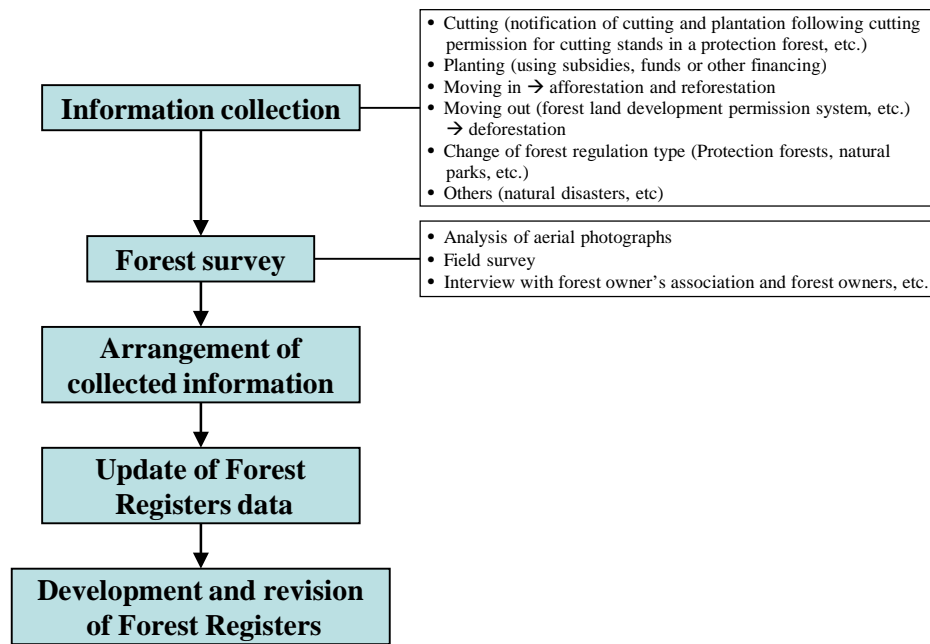 Information collection
• Cutting (notification of cutting and plantation following cutting
permission for cutting stands in a protection forest, etc.)
• Planting (using subsidies, funds or other financing)
• Moving in → afforestation and reforestation
• Moving out (forest land development permission system, etc.)
→ deforestation
• Change of forest regulation type (Protection forests, natural
parks, etc.)
• Others (natural disasters, etc)
Forest survey
• Analysis of aerial photographs
• Field survey
• Interview with forest owner's association and forest owners, etc.
Arrangement of
collected information
Update of Forest
Registers data
Development and revision
of Forest Registers